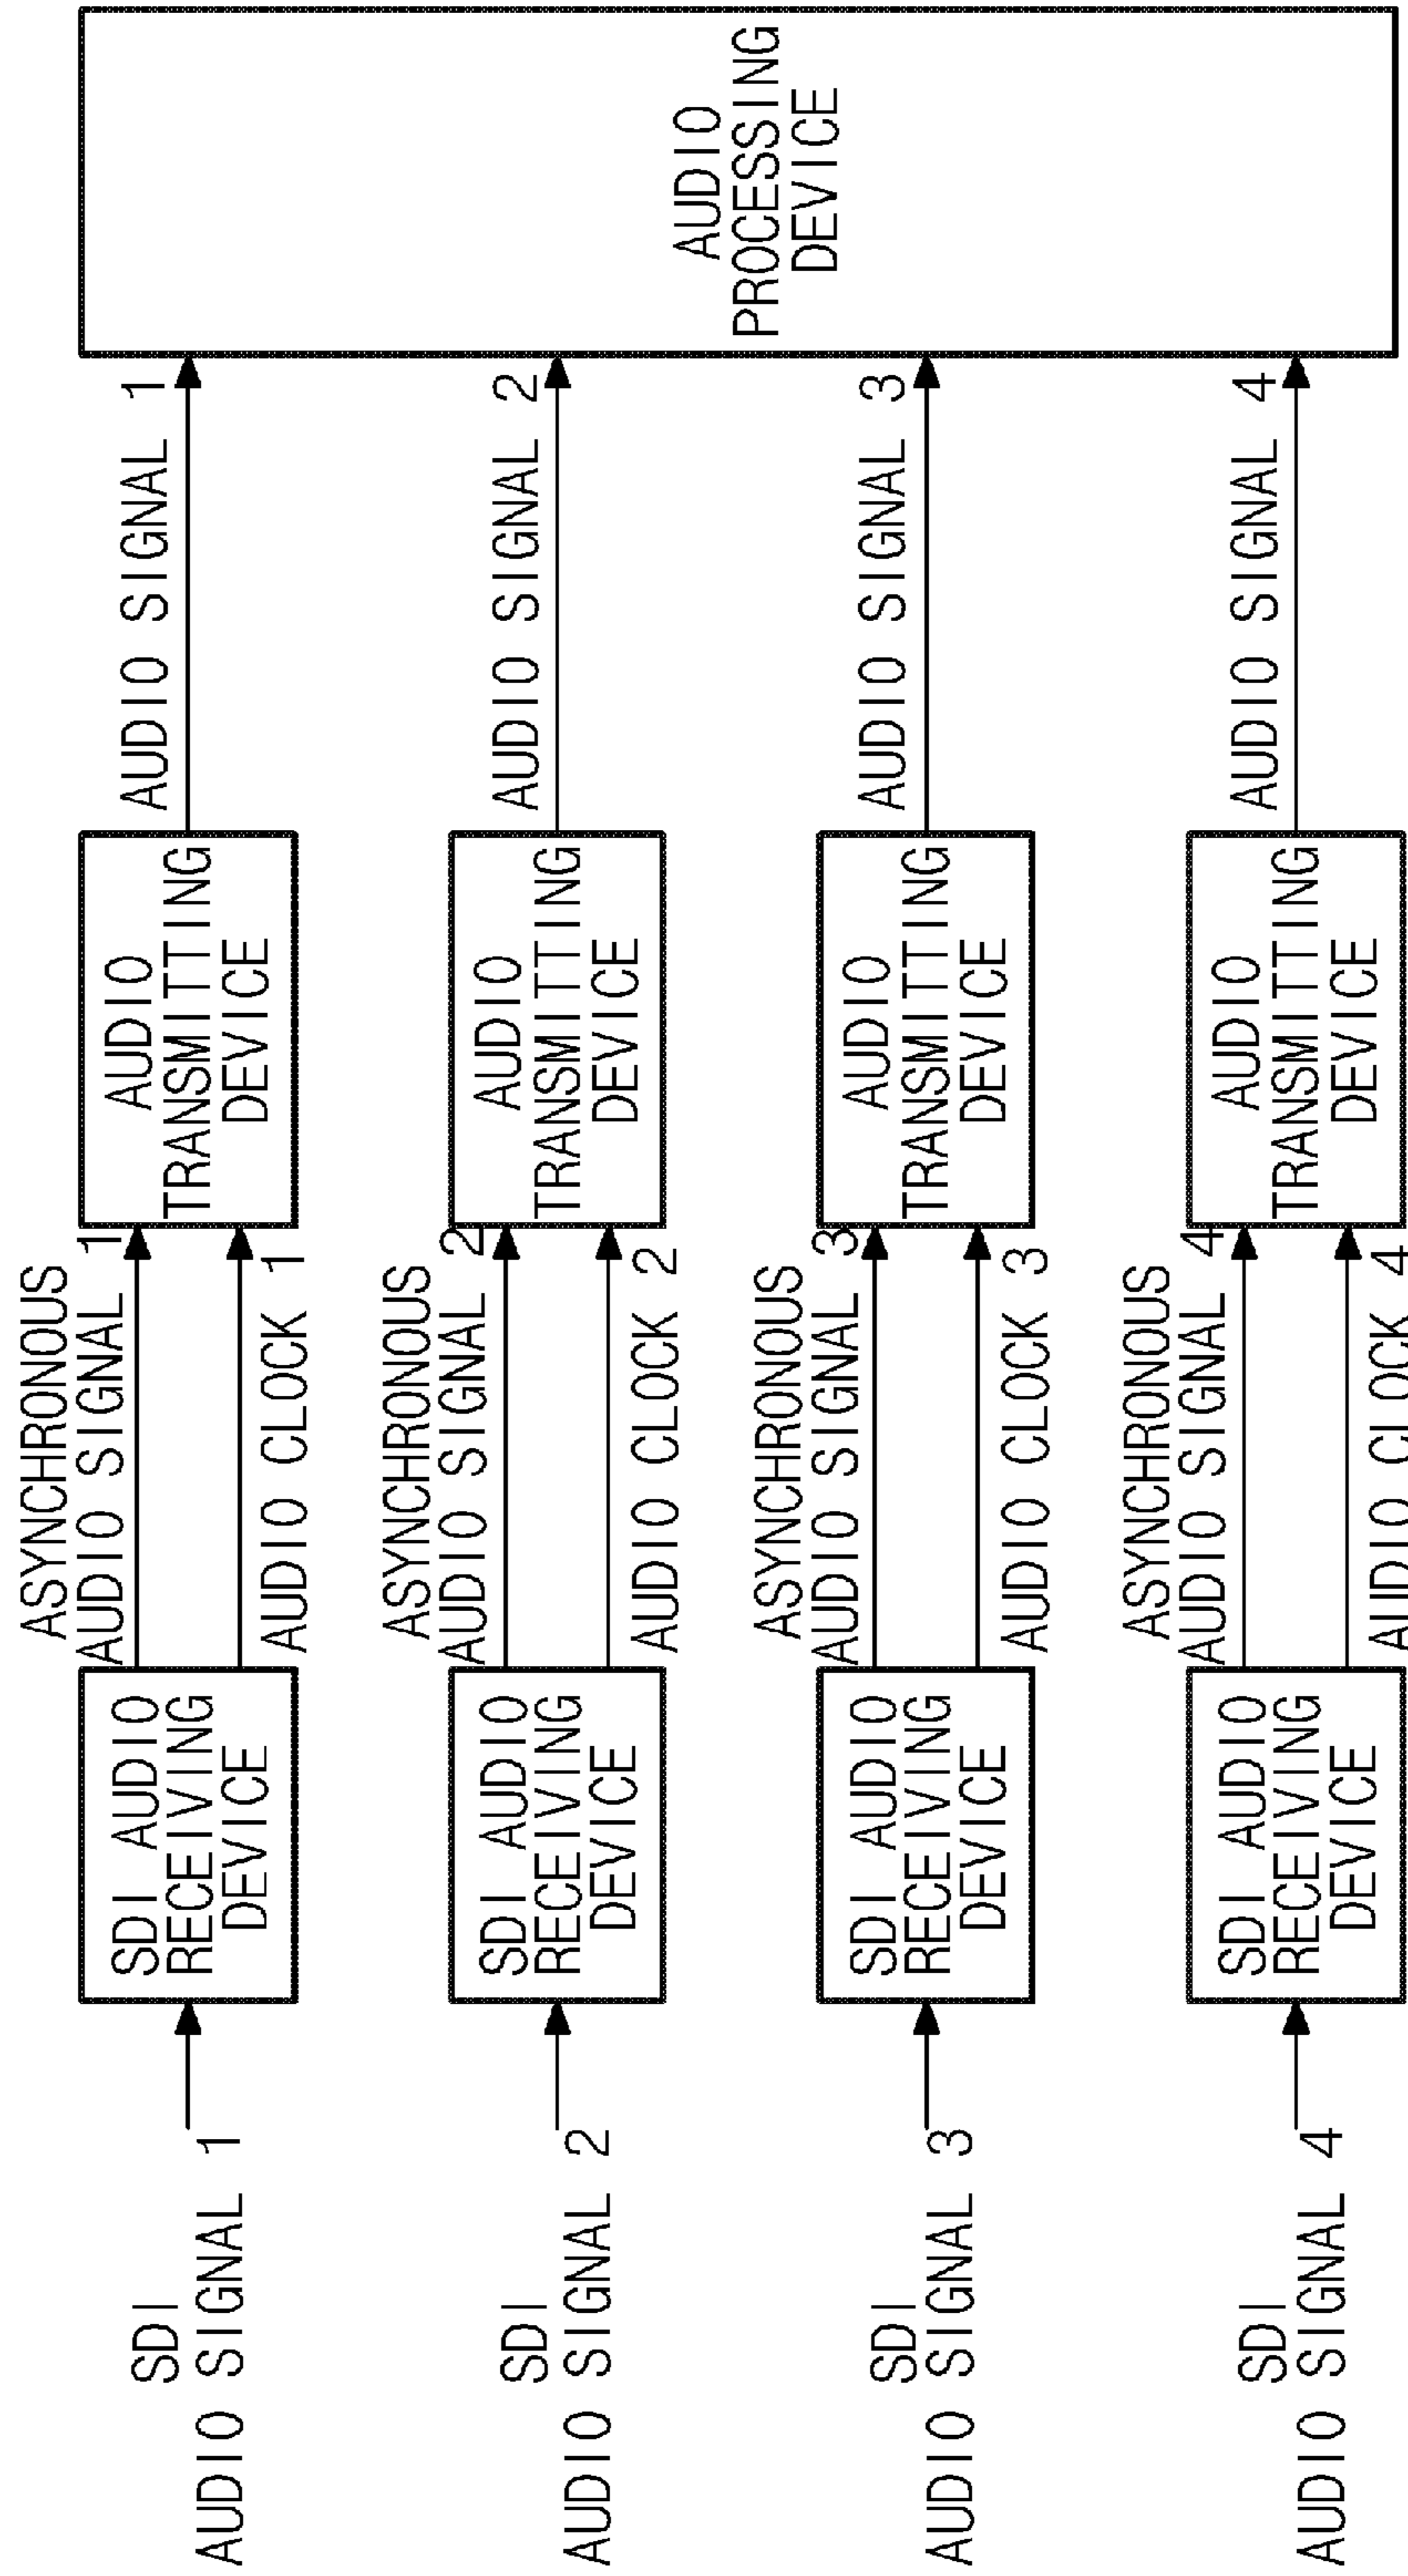 SDI
AUDIO SIGNAL 1
SDI AUDIO
RECEIVING
DEVICE
ASYNCHRONOUS
AUDIO SIGNAL 1
AUDIO CLOCK 1
AUDIO
TRANSMITTING
DEVICE
AUDIO SIGNAL 1
SDI
AUDIO SIGNAL 2
SDI AUDIO
RECEIVING
DEVICE
ASYNCHRONOUS
AUDIO SIGNAL 2
AUDIO CLOCK 2
AUDIO
TRANSMITTING
DEVICE
AUDIO SIGNAL 2
SDI
AUDIO SIGNAL 3
SDI AUDIO
RECEIVING
DEVICE
ASYNCHRONOUS
AUDIO SIGNAL 3
AUDIO CLOCK 3
AUDIO
TRANSMITTING
DEVICE
AUDIO SIGNAL 3
SDI
AUDIO SIGNAL 4
SDI AUDIO
RECEIVING
DEVICE
ASYNCHRONOUS
AUDIO SIGNAL 4
AUDIO CLOCK 4
AUDIO
TRANSMITTING
DEVICE
AUDIO SIGNAL 4
AUDIO
PROCESSING
DEVICE